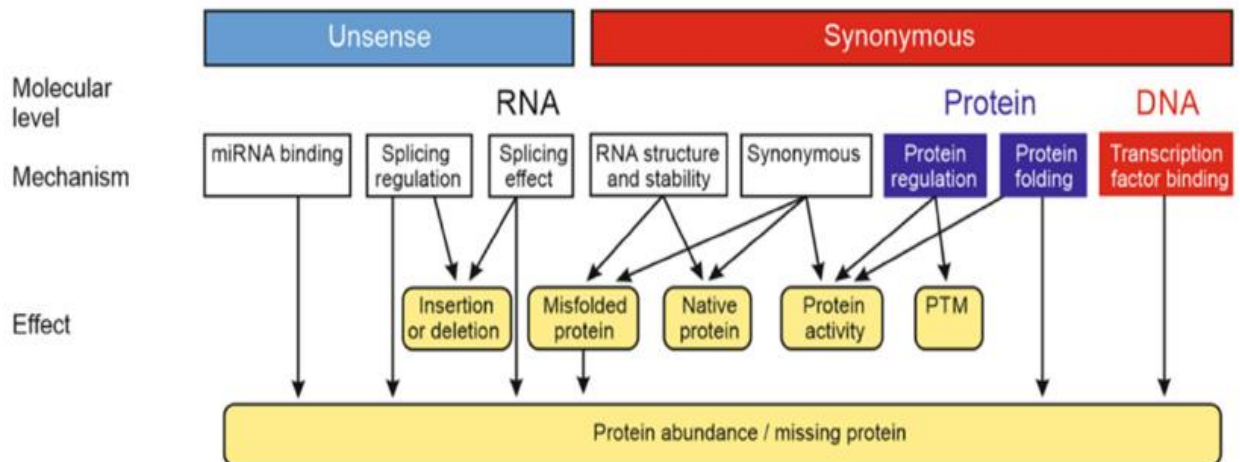 Unsense
Synonymous
Molecular
level
RNA
Protein
DNA
Mechanism
miRNA binding
Splicing
regulation
Splicing
effect
RNA structure
and stability
Synonymous
Protein
regulation
Protein
folding
Transcription
factor binding
Effect
Insertion
or deletion
Misfolded
protein
Native
protein
Protein
activity
PTM
Protein abundance / missing protein